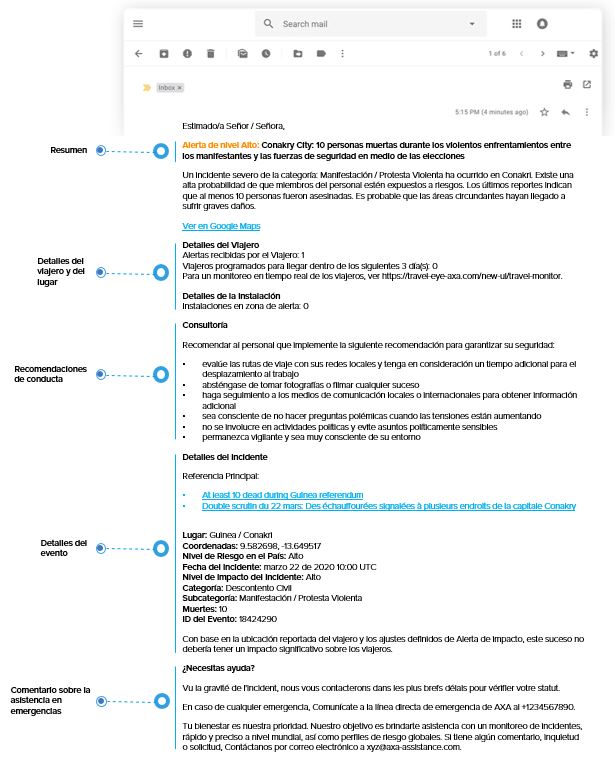 Search mail
1 of 6
Inbox ×
5:15 PM (4 minutes ago)
Estimado/a Señor / Señora,
Resumen
Alerta de nivel Alto: Conakry City: 10 personas muertas durante los violentos enfrentamientos entre
los manifestantes y las fuerzas de seguridad en medio de las elecciones
Un incidente severo de la categoría: Manifestación / Protesta Violenta ha ocurrido en Conakri. Existe una
alta probabilidad de que miembros del personal estén expuestos a riesgos. Los últimos reportes indican
que al menos 10 personas fueron asesinadas. Es probable que las áreas circundantes hayan llegado a
sufrir graves daños.
Ver en Google Maps
Detalles del
viajero y del
lugar
Detalles del Viajero
Alertas recibidas por el Viajero: 1
Viajeros programados para llegar dentro de los siguientes 3 día(s): 0
Para un monitoreo en tiempo real de los viajeros, ver https://travel-eye-axa.com/new-ui/travel-monitor.
Detalles de la Instalación
Instalaciones en zona de alerta: 0
Recomendaciones
de conducta
Consultoría
Recomendar al personal que implemente la siguiente recomendación para garantizar su seguridad:
• evalúe las rutas de viaje con sus redes locales y tenga en consideración un tiempo adicional para el
desplazamiento al trabajo
• absténgase de tomar fotografías o filmar cualquier suceso
• haga seguimiento a los medios de comunicación locales o internacionales para obtener información
adicional
• sea consciente de no hacer preguntas polémicas cuando las tensiones están aumentando
• no se involucre en actividades políticas y evite asuntos políticamente sensibles
• permanezca vigilante y sea muy consciente de su entorno
Detalles del
evento
Detalles del Incidente
Referencia Principal:
• At least 10 dead during Guinea referendum
• Double scrutin du 22 mars: Des échauffourées signalées à plusieurs endroits de la capitale Conakry
Lugar: Guinea / Conakri
Coordenadas: 9.582698, -13.649517
Nivel de Riesgo en el País: Alto
Fecha del Incidente: marzo 22 de 2020 10:00 UTC
Nivel de Impacto del Incidente: Alto
Categoría: Descontento Civil
Subcategoría: Manifestación / Protesta Violenta
Muertes: 10
ID del Evento: 18424290
Con base en la ubicación reportada del viajero y los ajustes definidos de Alerta de Impacto, este suceso no
debería tener un impacto significativo sobre los viajeros.
Comentario sobre la
asistencia en
emergencias
¿Necesitas ayuda?
Vu la gravité de l'incident, nous vous contacterons dans les plus brefs délais pour vérifier votre statut.
En caso de cualquier emergencia, Comunícate a la línea directa de emergencia de AXA al +1234567890.
Tu bienestar es nuestra prioridad. Nuestro objetivo es brindarte asistencia con un monitoreo de incidentes,
rápido y preciso a nivel mundial, así como perfiles de riesgo globales. Si tiene algún comentario, inquietud
o solicitud, Contáctanos por correo electrónico a xyz@axa-assistance.com.